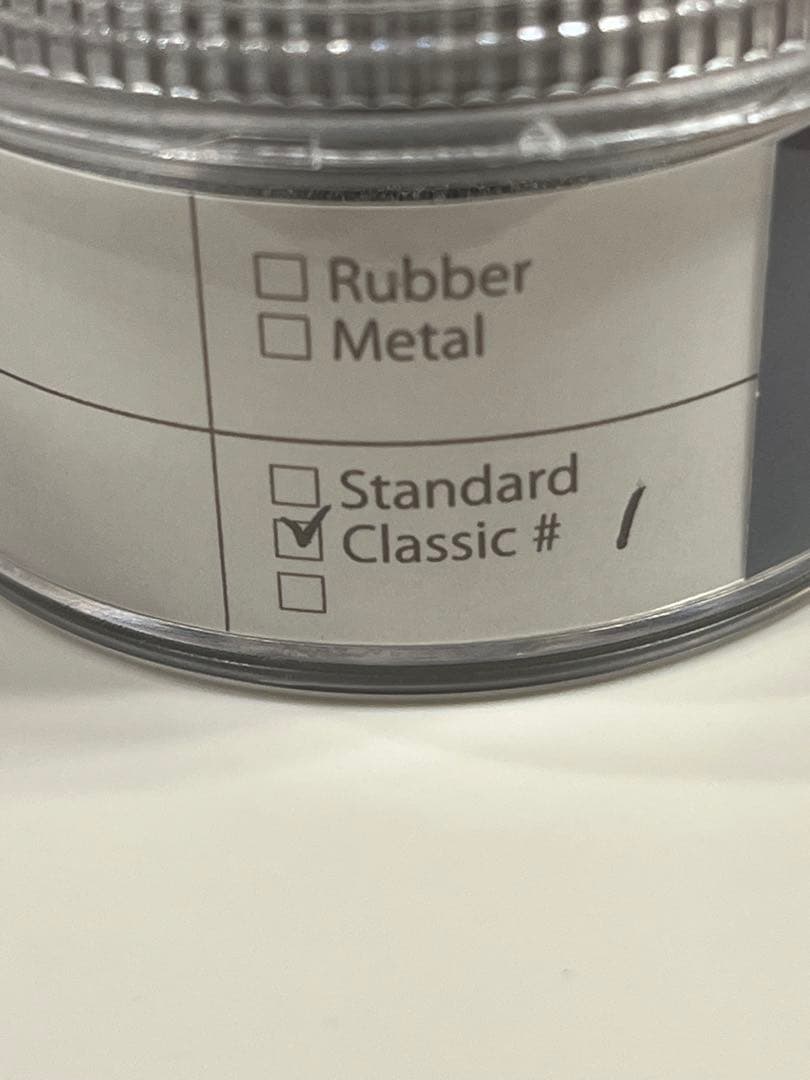 ☐ Rubber
☐ Metal
☐ Standard
☑ Classic # 1
☐